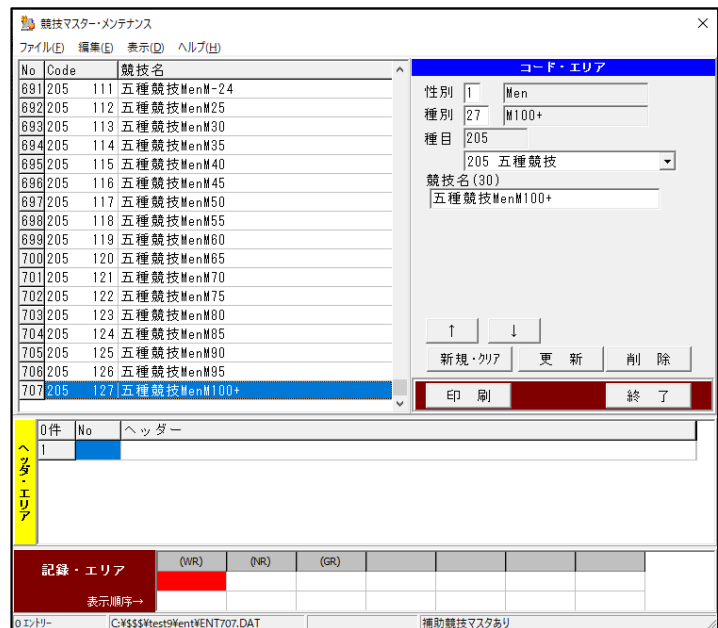 競技マスター・メンテナンス
ファイル(F) 編集(E) 表示(D) ヘルプ(H)
No Code 競技名
691 205 111 五種競技MenM-24
692 205 112 五種競技MenM25
693 205 113 五種競技MenM30
694 205 114 五種競技MenM35
695 205 115 五種競技MenM40
696 205 116 五種競技MenM45
697 205 117 五種競技MenM50
698 205 118 五種競技MenM55
699 205 119 五種競技MenM60
700 205 120 五種競技MenM65
701 205 121 五種競技MenM70
702 205 122 五種競技MenM75
703 205 123 五種競技MenM80
704 205 124 五種競技MenM85
705 205 125 五種競技MenM90
706 205 126 五種競技MenM95
707 205 127 五種競技MenM100+
コード・エリア
性別 1 Men
種別 27 M100+
種目 205
205 五種競技
競技名(30)
五種競技MenM100+
↑ ↓
新規・クリア 更 新 削 除
印 刷 終 了
ヘッダ・エリア
0件 No ヘッダー
1
記録・エリア (WR) (NR) (GR)
表示順序→
0 エントリー C:¥$$$¥test9¥ent¥ENT707.DAT 補助競技マスタあり